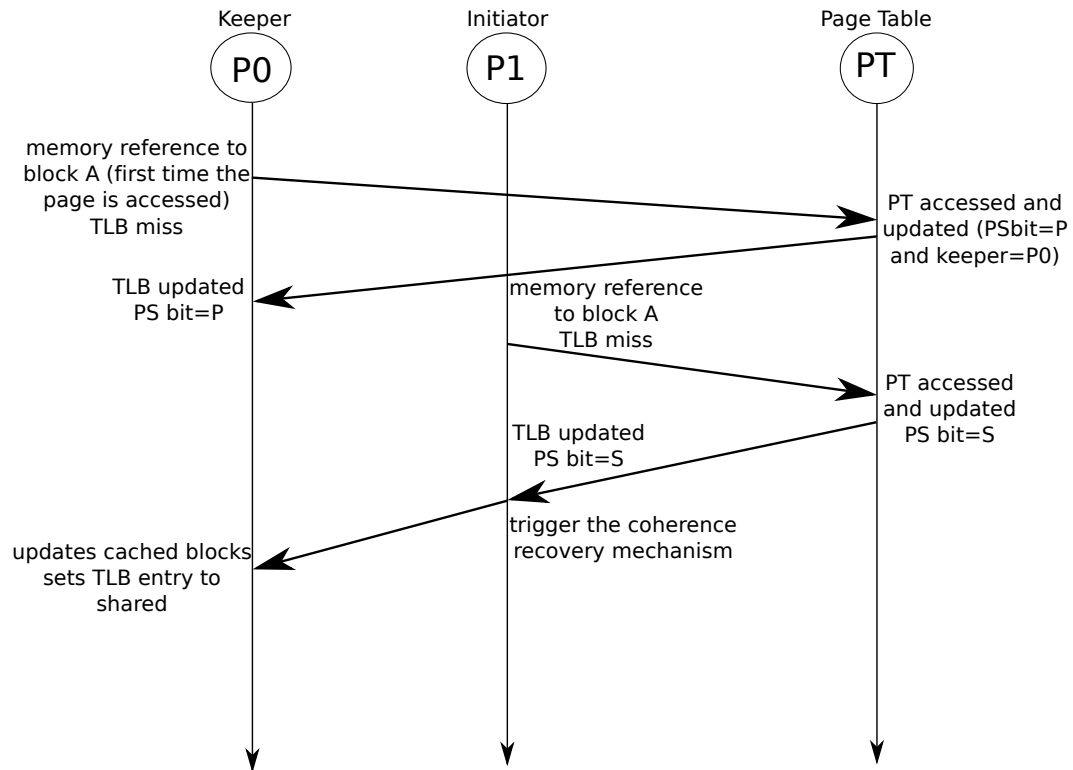 Keeper
Initiator
Page Table
P0
P1
PT
memory reference to
block A (first time the
page is accessed)
TLB miss
PT accessed and
updated (PSbit=P
and keeper=P0)
TLB updated
PS bit=P
memory reference
to block A
TLB miss
PT accessed
and updated
PS bit=S
TLB updated
PS bit=S
trigger the coherence
recovery mechanism
updates cached blocks
sets TLB entry to
shared